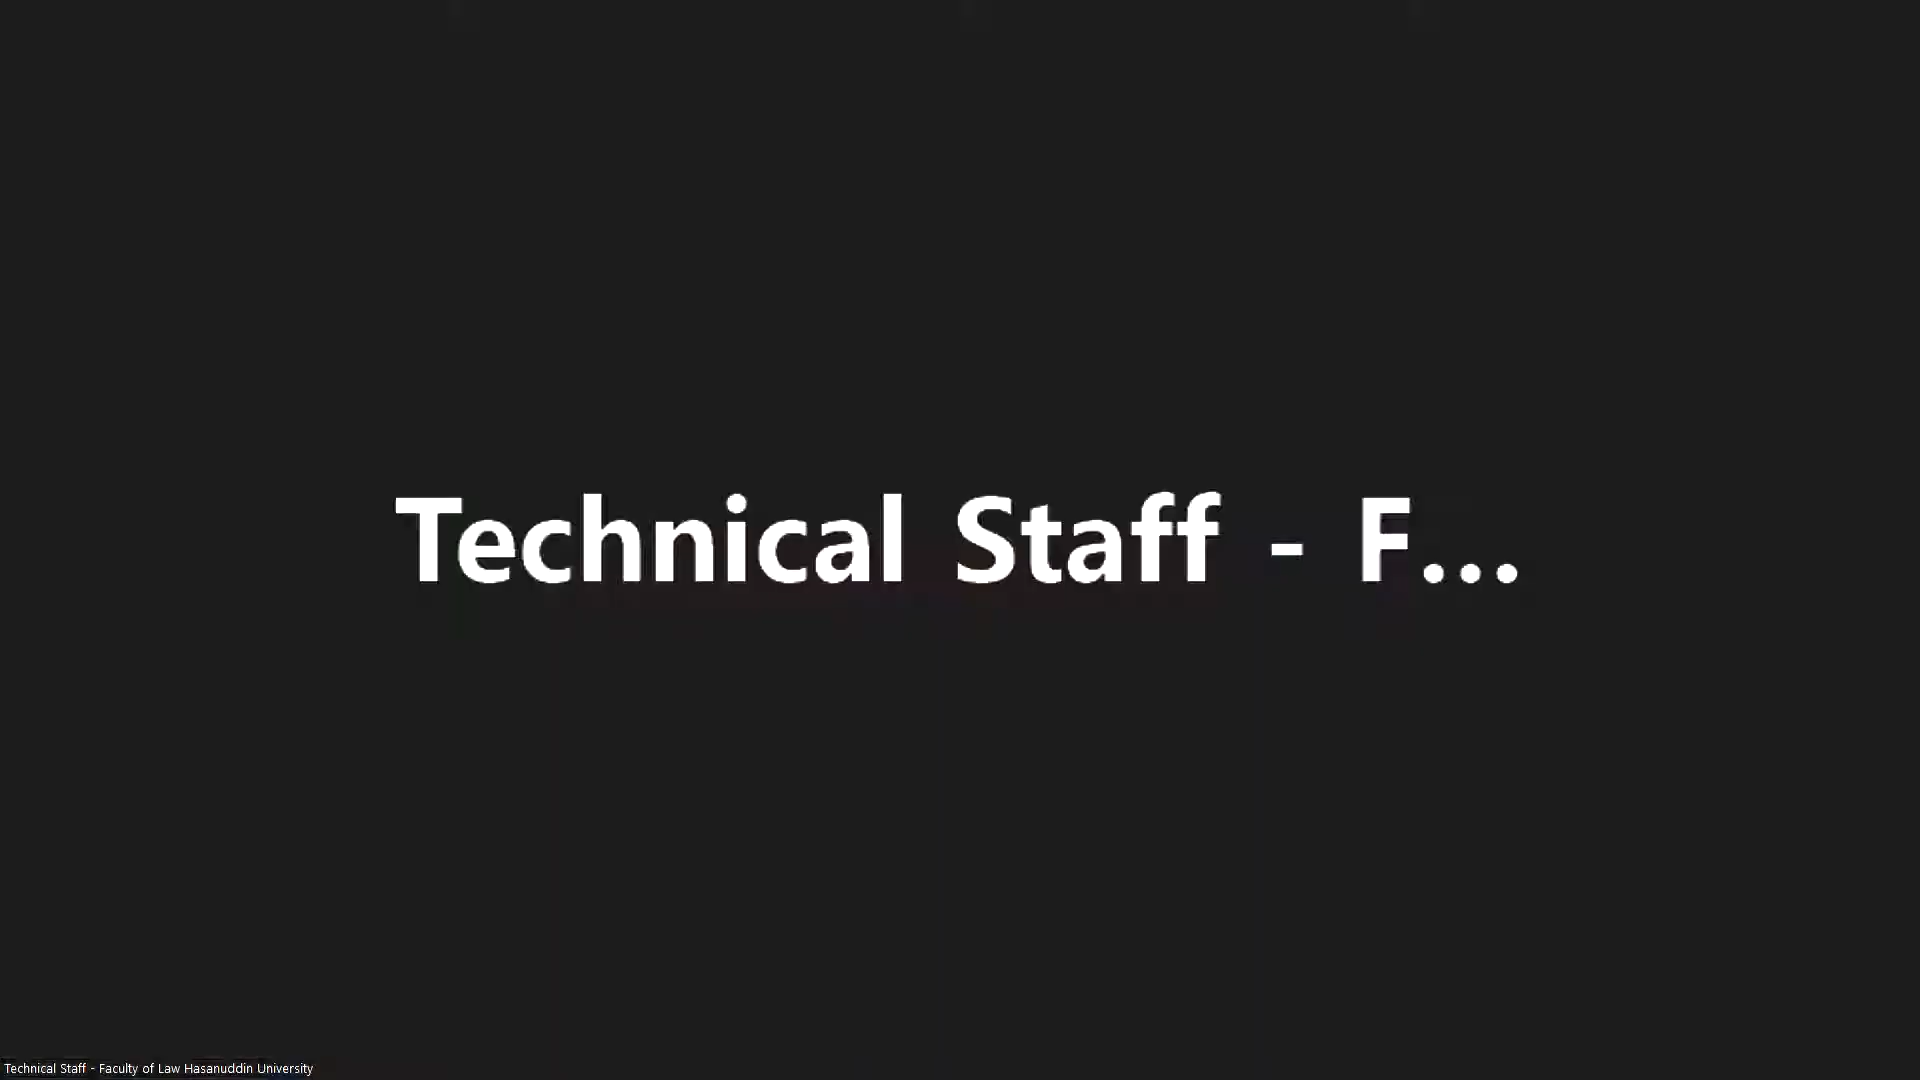 Technical Staff - F...
Technical Staff - Faculty of Law Hasanuddin University